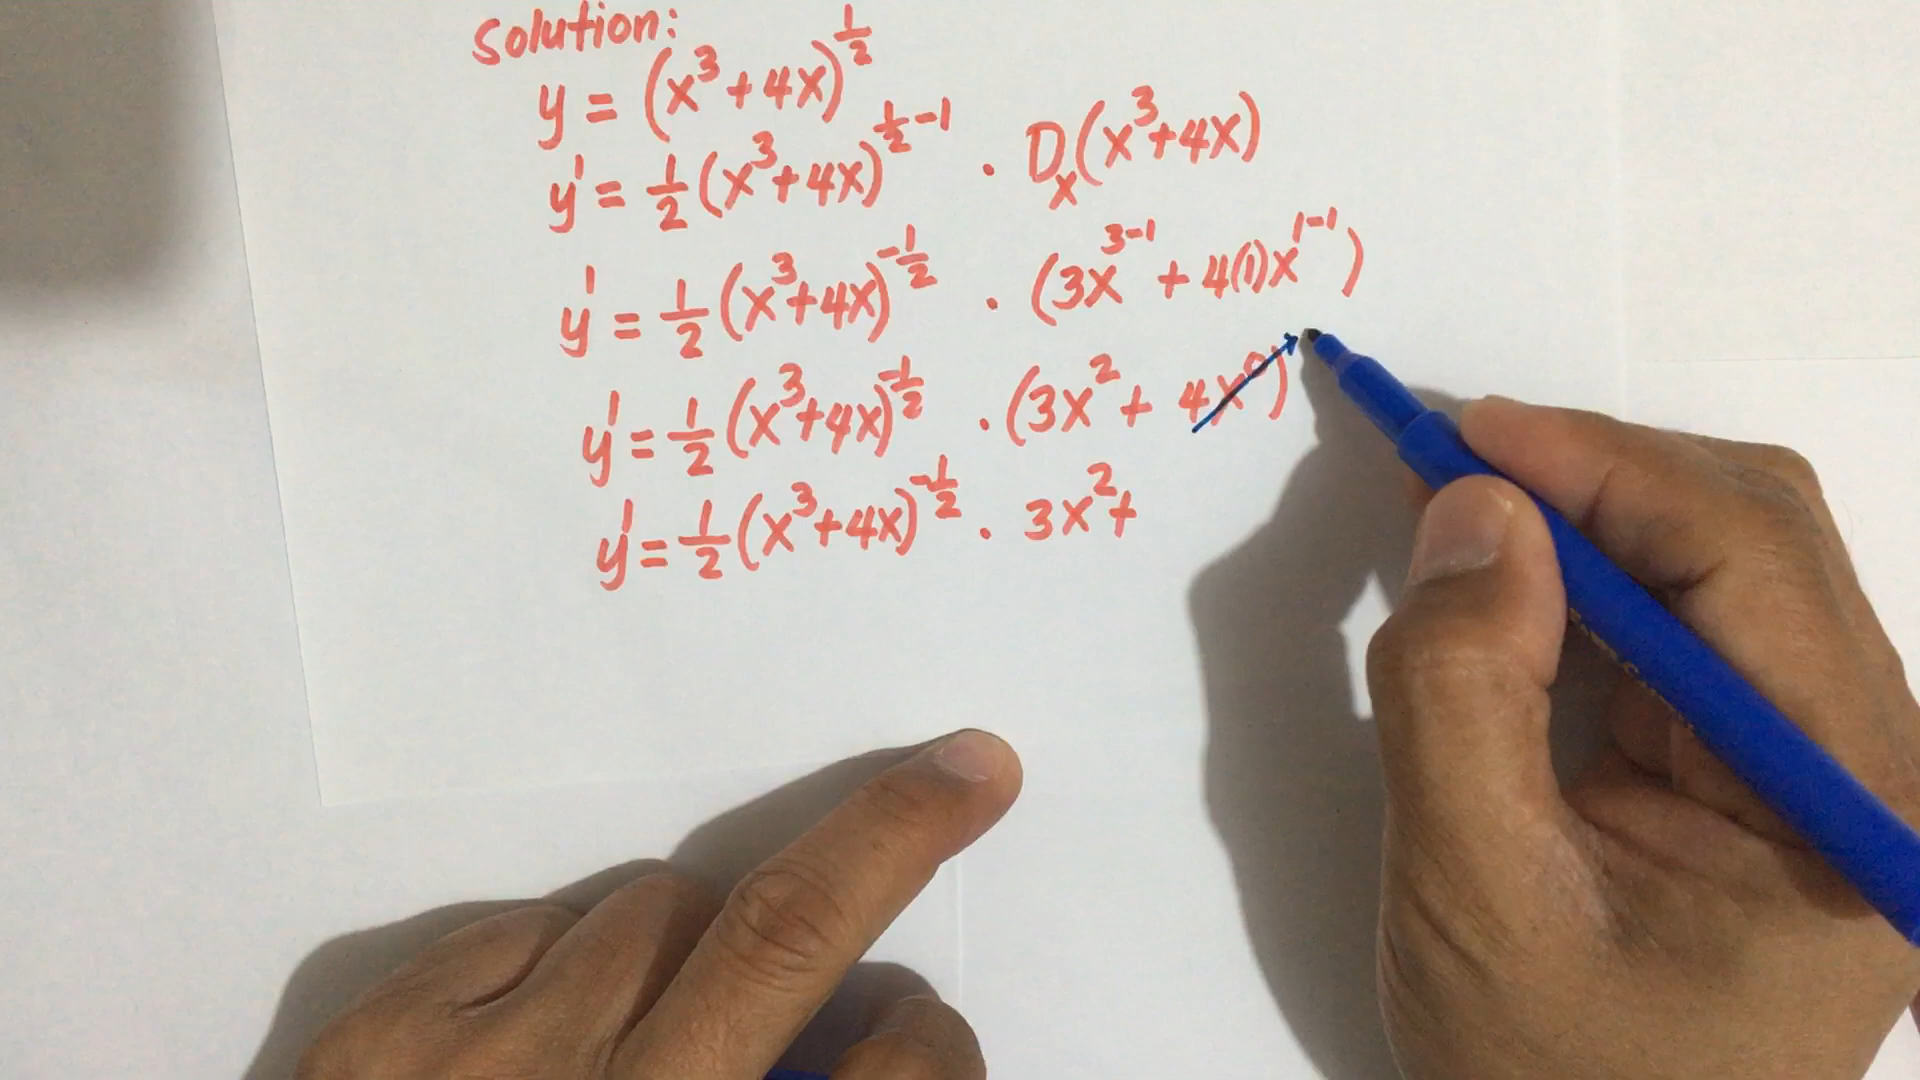 Solution:
y = (x³+4x)^½
y' = ½(x³+4x)^(½-1) · Dₓ(x³+4x)
y' = ½(x³+4x)^(-½) · (3x^(3-1) + 4(1)x^(1-1))
y' = ½(x³+4x)^(-½) · (3x² + 4x⁰)
y' = ½(x³+4x)^(-½) · 3x²+